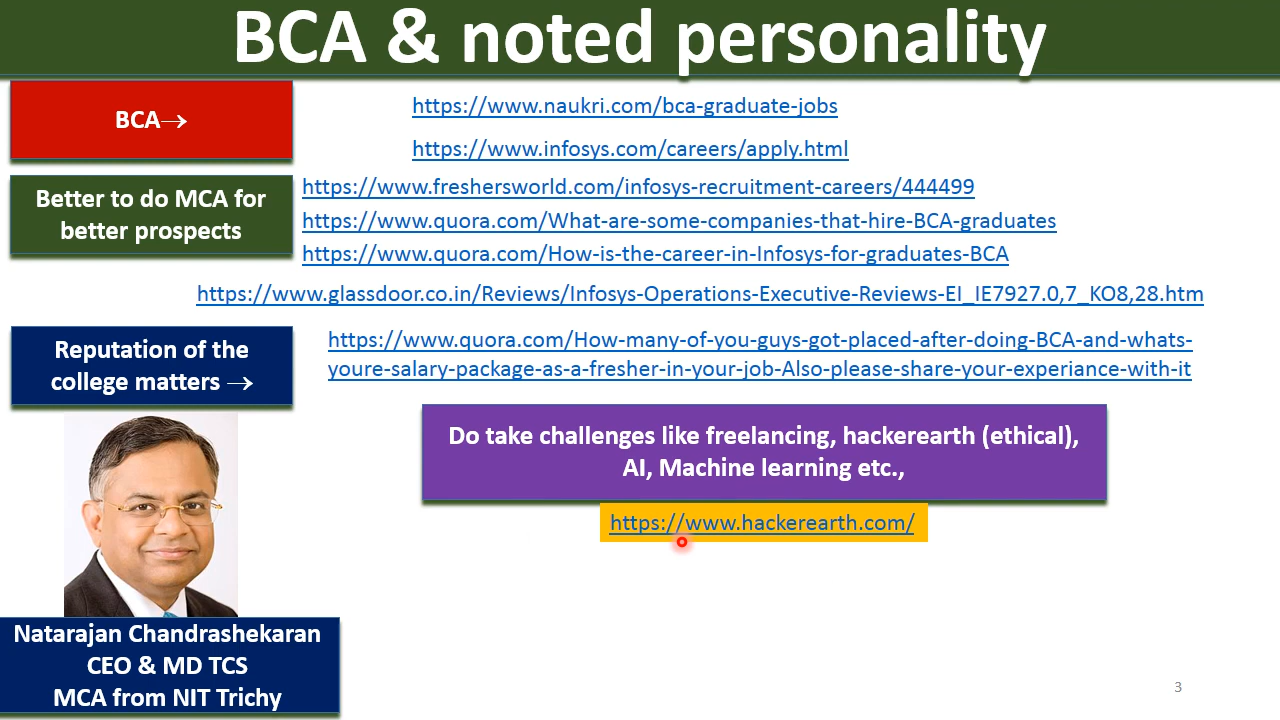 BCA & noted personality
BCA→
https://www.naukri.com/bca-graduate-jobs
https://www.infosys.com/careers/apply.html
Better to do MCA for
better prospects
https://www.freshersworld.com/infosys-recruitment-careers/444499
https://www.quora.com/What-are-some-companies-that-hire-BCA-graduates
https://www.quora.com/How-is-the-career-in-Infosys-for-graduates-BCA
https://www.glassdoor.co.in/Reviews/Infosys-Operations-Executive-Reviews-EI_IE7927.0,7_KO8,28.htm
Reputation of the
college matters →
https://www.quora.com/How-many-of-you-guys-got-placed-after-doing-BCA-and-whats-
youre-salary-package-as-a-fresher-in-your-job-Also-please-share-your-experiance-with-it
Do take challenges like freelancing, hackerearth (ethical),
AI, Machine learning etc.,
https://www.hackerearth.com/
Natarajan Chandrashekaran
CEO & MD TCS
MCA from NIT Trichy
3